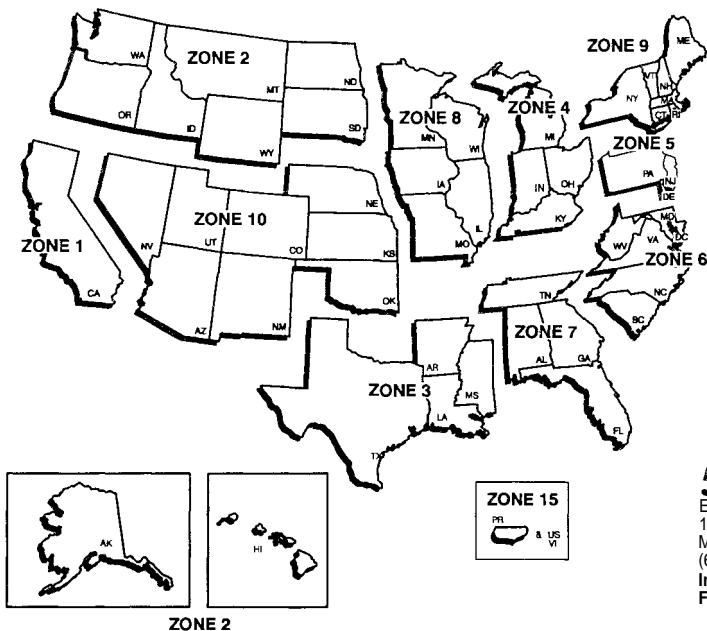 ZONE 9
ME
ZONE 2
WA
MT
ND
VT
NH
NY
MA
CT
RI
ZONE 8
ZONE 4
OR
ID
WY
SD
MN
WI
MI
ZONE 5
PA
NJ
DE
IA
IN
OH
NE
IL
MD
DC
ZONE 10
ZONE 1
NV
UT
CO
KS
MO
KY
WV
VA
ZONE 6
CA
OK
TN
NC
AZ
NM
ZONE 7
SC
AR
AL
GA
ZONE 3
MS
LA
FL
TX
ZONE 15
PR
& US
VI
AK
HI
E
1
M
(6
In
F
ZONE 2